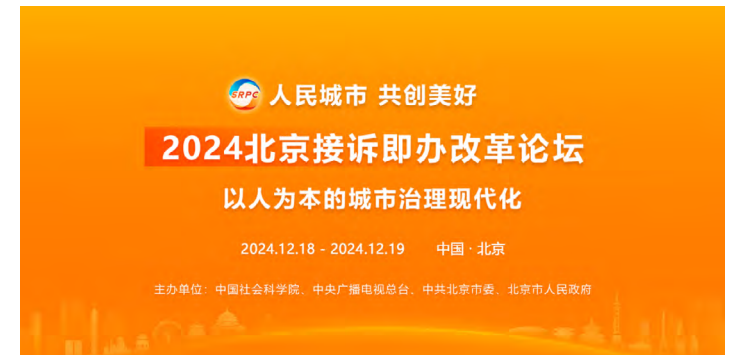 SRPC 人民城市 共创美好
2024北京接诉即办改革论坛
以人为本的城市治理现代化
2024.12.18 - 2024.12.19 中国·北京
主办单位：中国社会科学院、中央广播电视总台、中共北京市委、北京市人民政府